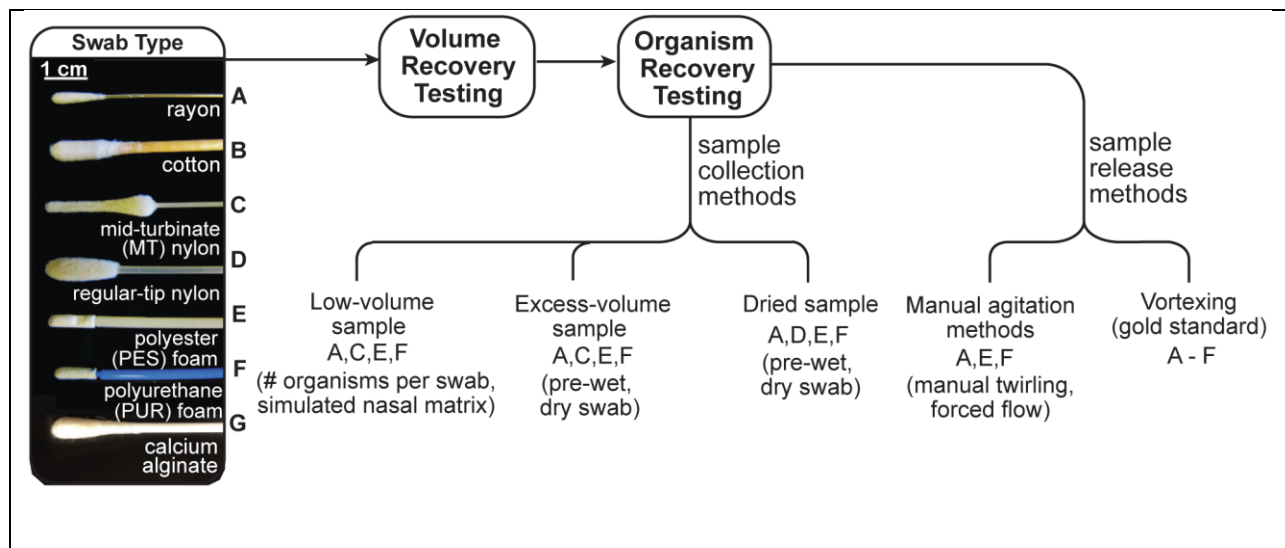 Swab Type
1 cm
A
rayon
B
cotton
C
mid-turbinate
(MT) nylon
D
regular-tip nylon
E
polyester
(PES) foam
F
polyurethane
(PUR) foam
G
calcium
alginate
Volume
Recovery
Testing
Organism
Recovery
Testing
sample
collection
methods
sample
release
methods
Low-volume
sample
A,C,E,F
(# organisms per swab,
simulated nasal matrix)
Excess-volume
sample
A,C,E,F
(pre-wet,
dry swab)
Dried sample
A,D,E,F
(pre-wet,
dry swab)
Manual agitation
methods
A,E,F
(manual twirling,
forced flow)
Vortexing
(gold standard)
A - F